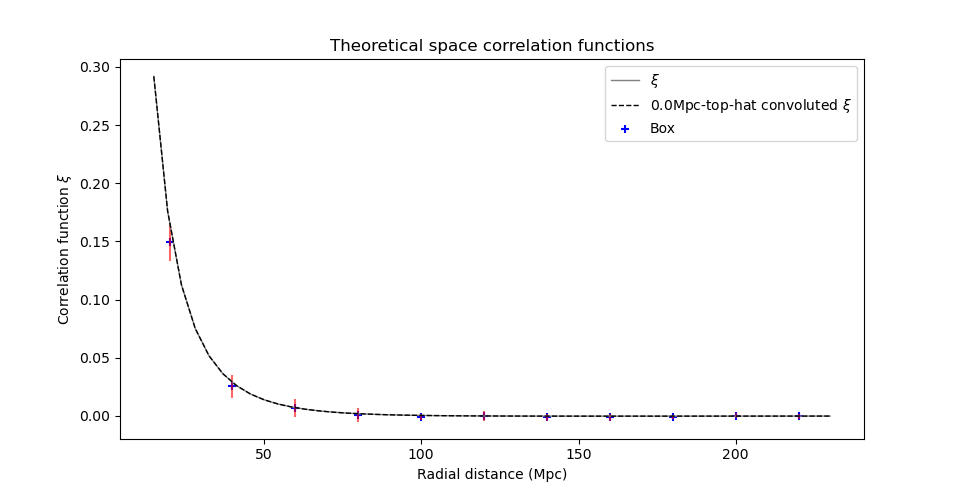 Theoretical space correlation functions
0.30
0.25
0.20
0.15
0.10
0.05
0.00
Correlation function ξ
ξ
0.0Mpc-top-hat convoluted ξ
Box
50
100
150
200
Radial distance (Mpc)